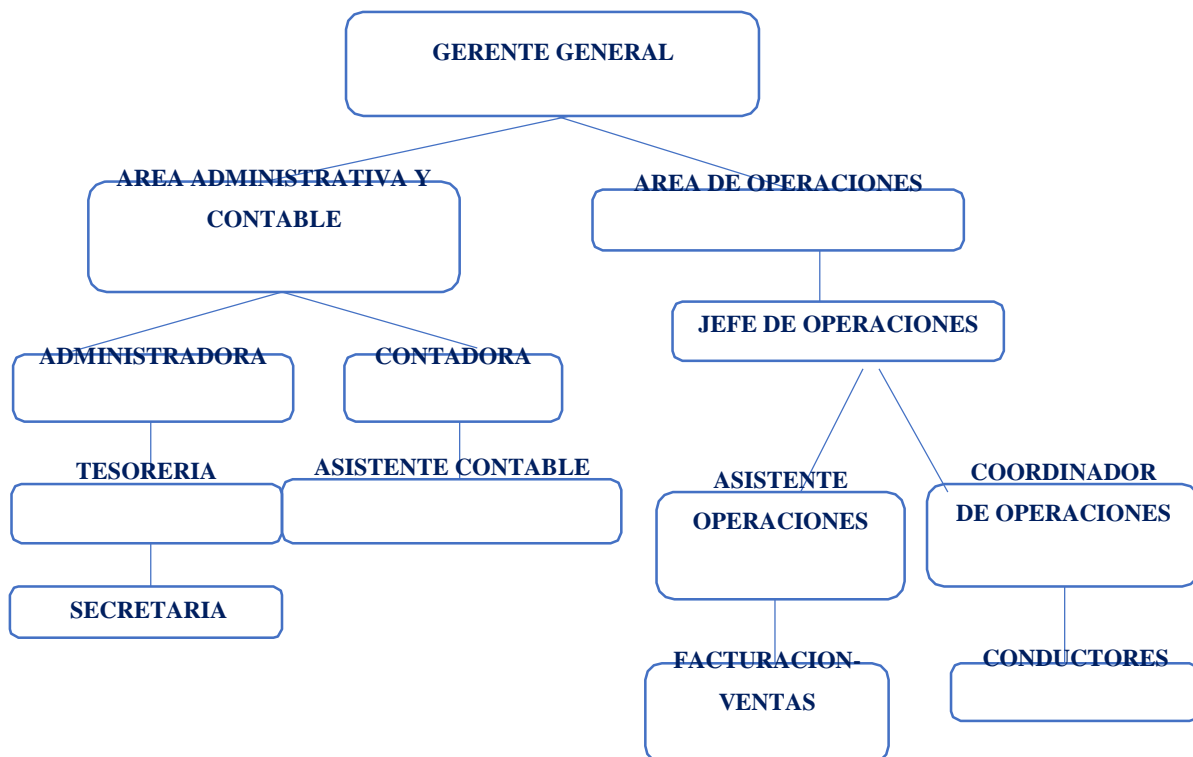 GERENTE GENERAL
AREA ADMINISTRATIVA Y
CONTABLE
AREA DE OPERACIONES
JEFE DE OPERACIONES
ADMINISTRADORA
CONTADORA
TESORERIA
ASISTENTE CONTABLE
ASISTENTE
OPERACIONES
COORDINADOR
DE OPERACIONES
SECRETARIA
FACTURACION-
VENTAS
CONDUCTORES